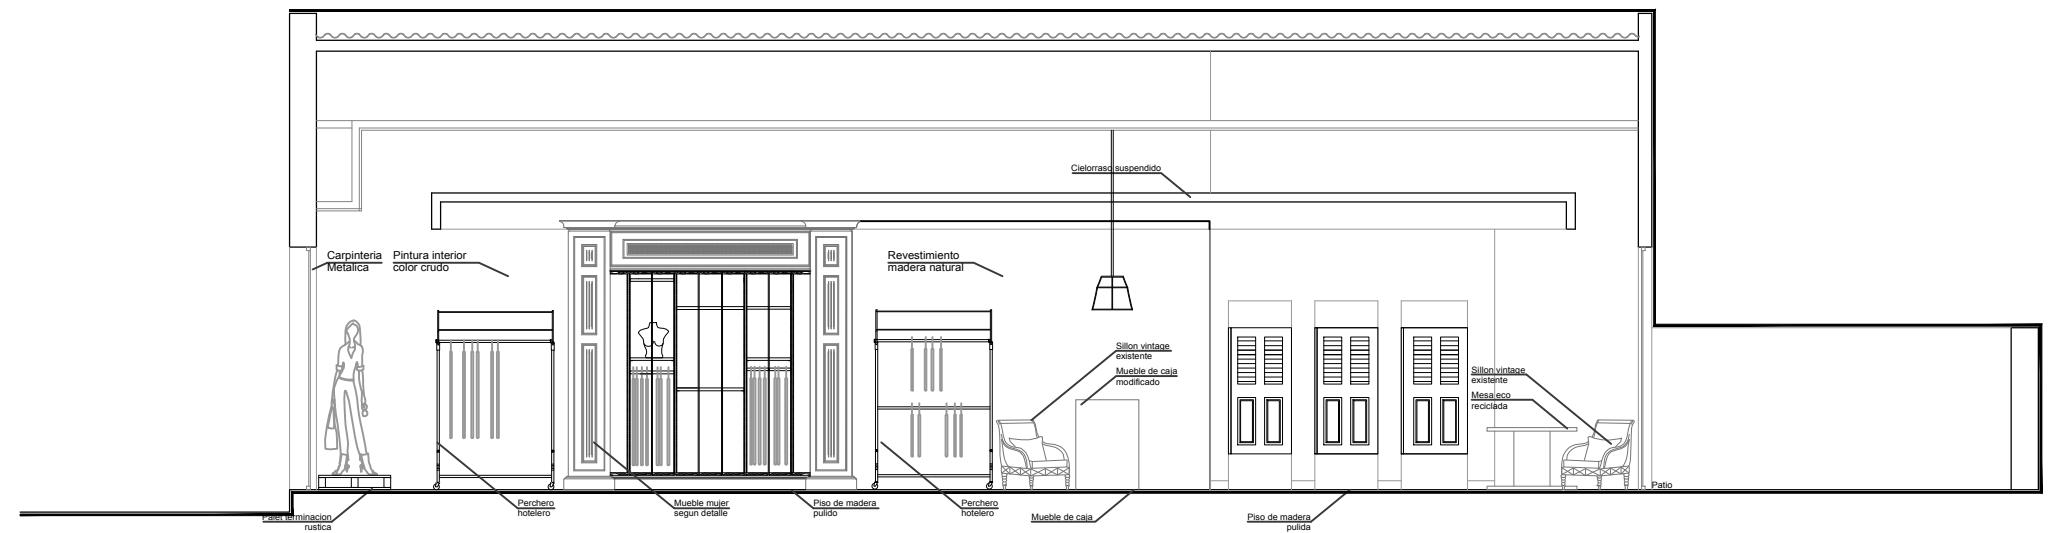 Cielorraso suspendido
Carpinteria
Metalica
Pintura interior
color crudo
Revestimiento
madera natural
Sillon vintage
existente
Mueble de caja
modificado
Sillon vintage
existente
Mesa eco
reciclada
Patio
Palet terminacion
rustica
Perchero
hotelero
Mueble mujer
segun detalle
Piso de madera
pulido
Perchero
hotelero
Mueble de caja
Piso de madera
pulida